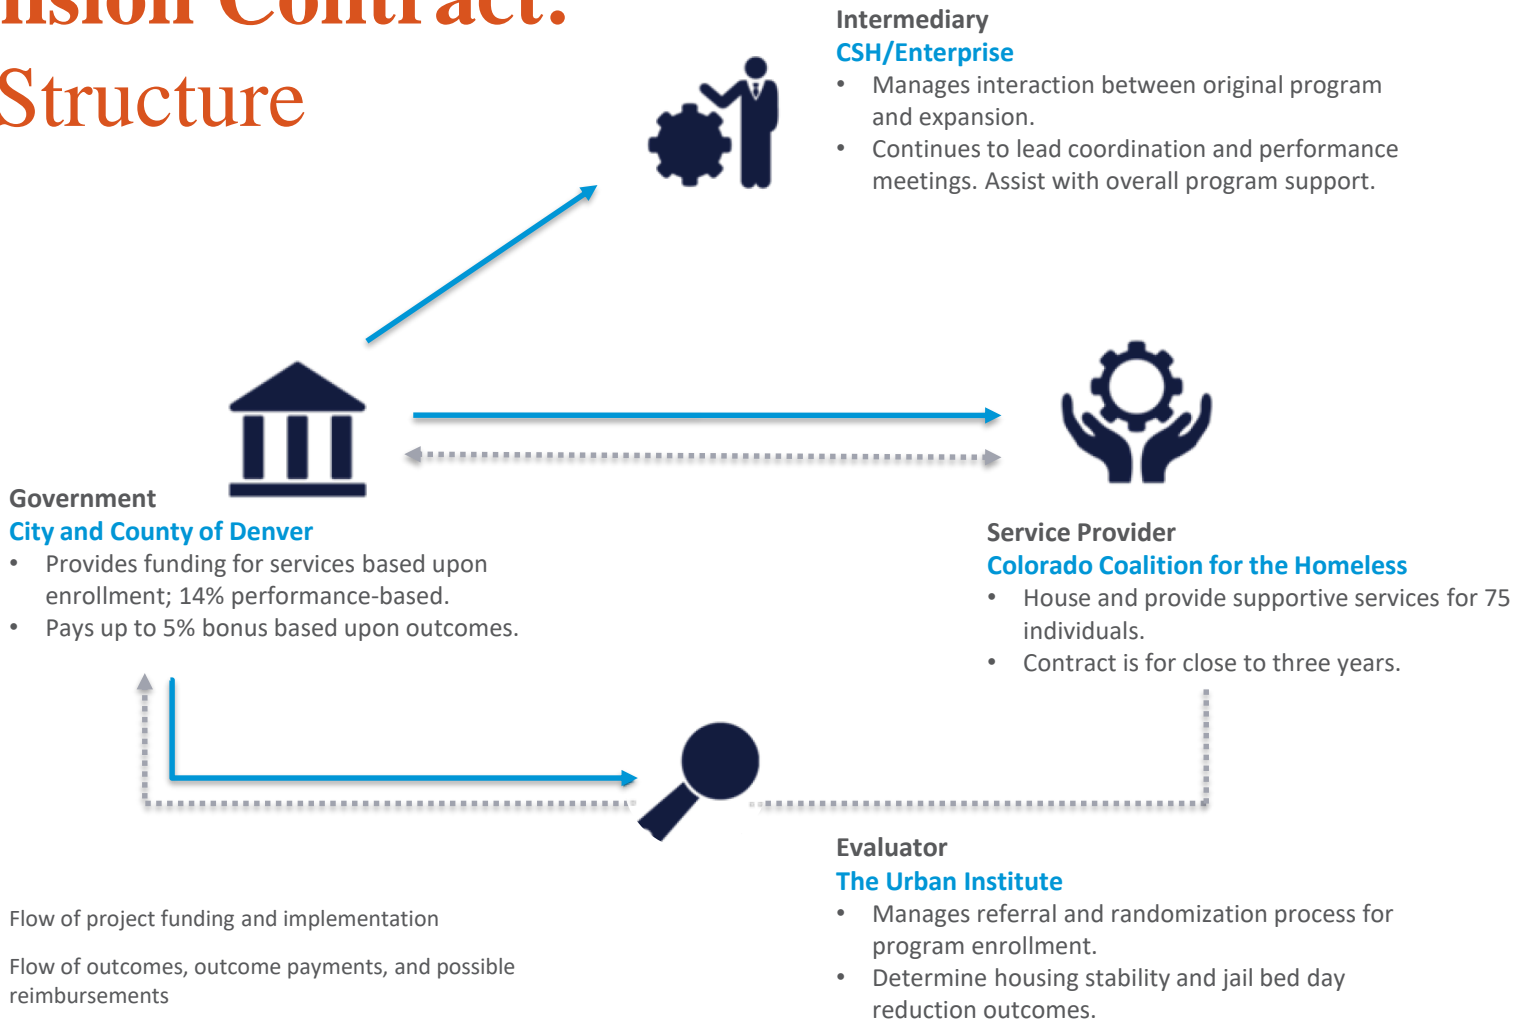 nsion Contract:
Structure
Intermediary
CSH/Enterprise
• Manages interaction between original program
and expansion.
• Continues to lead coordination and performance
meetings. Assist with overall program support.
Government
City and County of Denver
• Provides funding for services based upon
enrollment; 14% performance-based.
• Pays up to 5% bonus based upon outcomes.
Service Provider
Colorado Coalition for the Homeless
• House and provide supportive services for 75
individuals.
• Contract is for close to three years.
Evaluator
The Urban Institute
• Manages referral and randomization process for
program enrollment.
• Determine housing stability and jail bed day
reduction outcomes.
Flow of project funding and implementation
Flow of outcomes, outcome payments, and possible
reimbursements